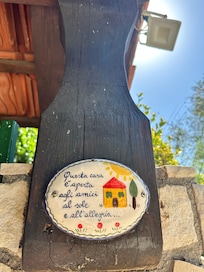 Questa casa
è aperta
agli amici
al sole
e all'allegria...